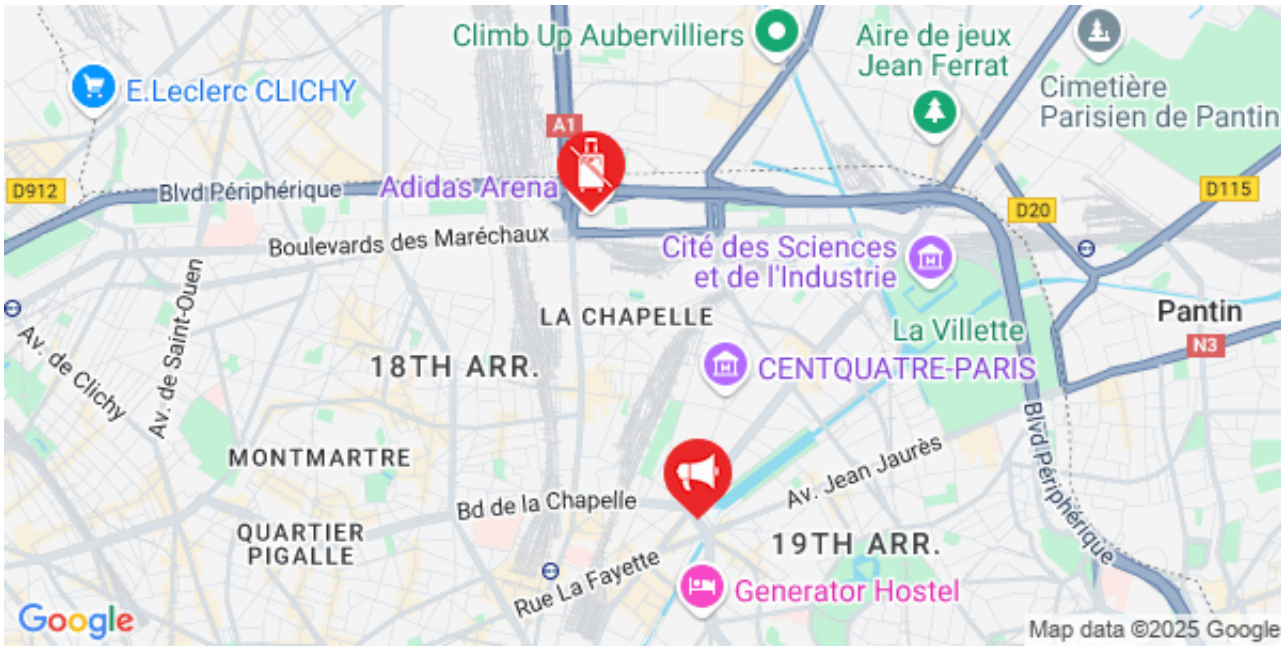 Climb Up Aubervilliers
Aire de jeux
Jean Ferrat
E.Leclerc CLICHY
Cimetière
Parisien de Pantin
A1
D912
Blvd Périphérique
Adidas Arena
D115
D20
Boulevards des Maréchaux
Cité des Sciences
et de l'Industrie
Av. de Saint-Ouen
LA CHAPELLE
Pantin
La Villette
N3
Av. de Clichy
18TH ARR.
CENTQUATRE-PARIS
Blvd Périphérique
MONTMARTRE
Av. Jean Jaurès
Bd de la Chapelle
QUARTIER
PIGALLE
19TH ARR.
Rue La Fayette
Generator Hostel
Google
Map data ©2025 Google